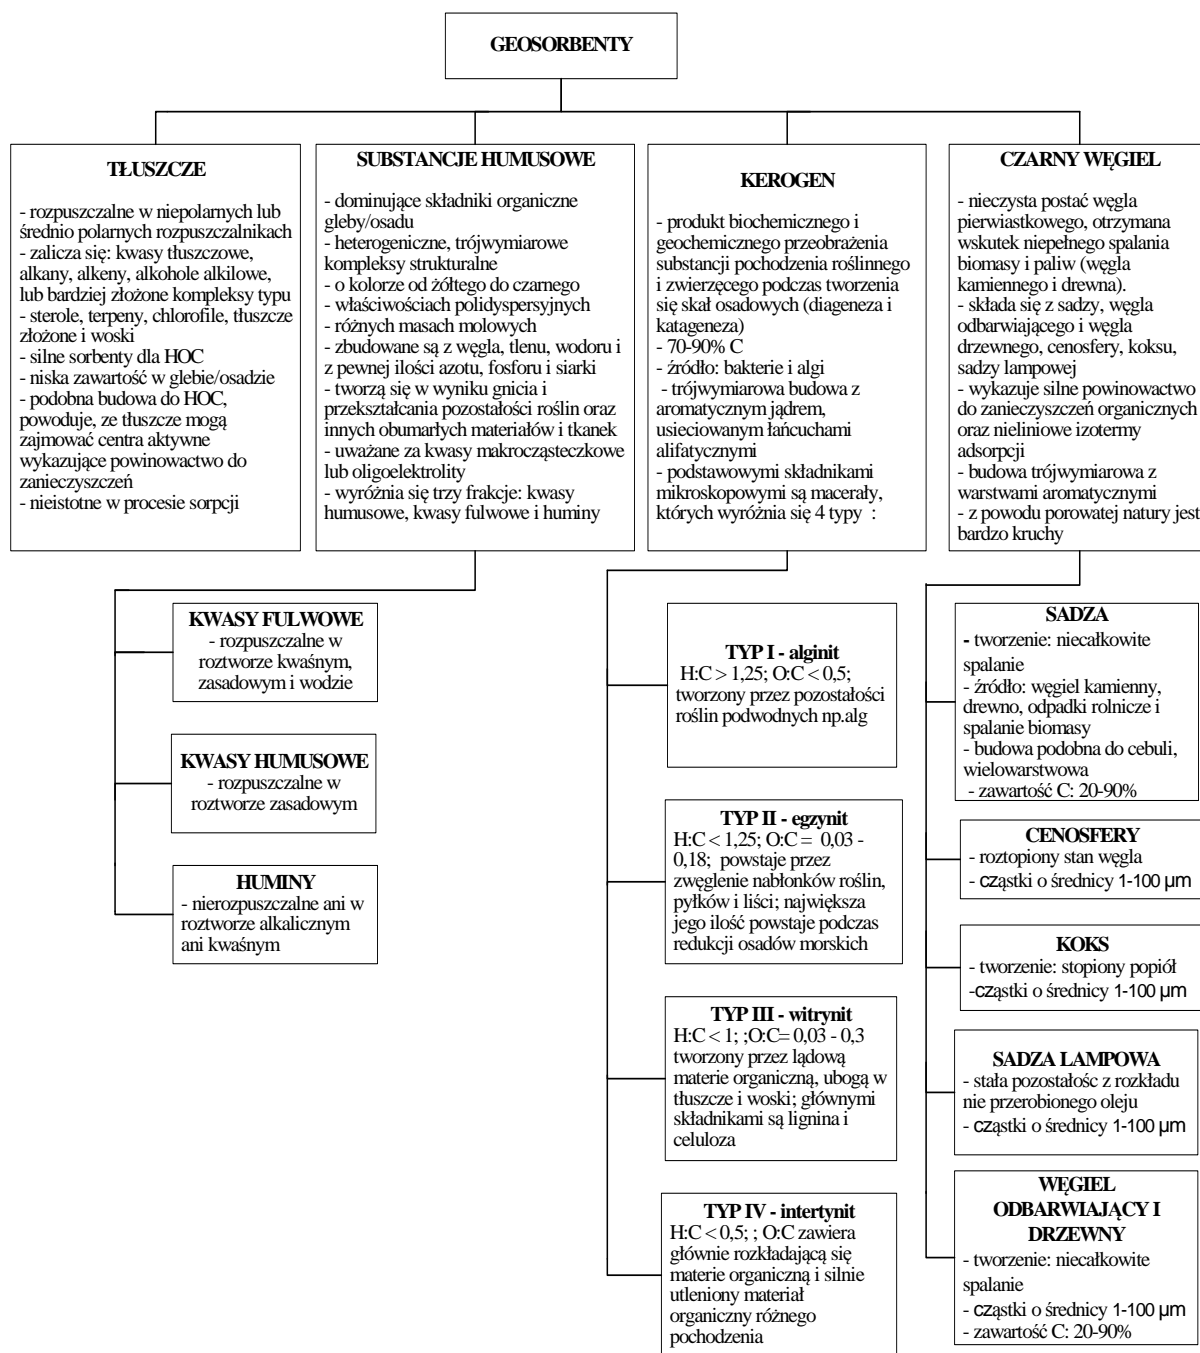 GEOSORBENTY
TŁUSZCZE
- rozpuszczalne w niepolarnych lub
średnio polarnych rozpuszczalnikach
- zalicza się: kwasy tłuszczowe,
alkany, alkeny, alkohole alkilowe,
lub bardziej złożone kompleksy typu
- sterole, terpeny, chlorofile, tłuszcze
złożone i woski
- silne sorbenty dla HOC
- niska zawartość w glebie/osadzie
- podobna budowa do HOC,
powoduje, ze tłuszcze mogą
zajmować centra aktywne
wykazujące powinowactwo do
zanieczyszczeń
- nieistotne w procesie sorpcji
SUBSTANCJE HUMUSOWE
- dominujące składniki organiczne
gleby/osadu
- heterogeniczne, trójwymiarowe
kompleksy strukturalne
- o kolorze od żółtego do czarnego
- właściwościach polidyspersyjnych
- różnych masach molowych
- zbudowane są z węgla, tlenu, wodoru i
z pewnej ilości azotu, fosforu i siarki
- tworzą się w wyniku gnicia i
przekształcania pozostałości roślin oraz
innych obumarłych materiałów i tkanek
- uważane za kwasy makrocząsteczkowe
lub oligoelektrolity
- wyróżnia się trzy frakcje: kwasy
humusowe, kwasy fulwowe i huminy
KEROGEN
- produkt biochemicznego i
geochemicznego przeobrażenia
substancji pochodzenia roślinnego
i zwierzęcego podczas tworzenia
się skał osadowych (diageneza i
katageneza)
- 70-90% C
- źródło: bakterie i algi
- trójwymiarowa budowa z
aromatycznym jądrem,
usieciowanym łańcuchami
alifatycznymi
- podstawowymi składnikami
mikroskopowymi są macerały,
których wyróżnia się 4 typy :
CZARNY WĘGIEL
- nieczysta postać węgla
pierwiastkowego, otrzymana
wskutek niepełnego spalania
biomasy i paliw (węgla
kamiennego i drewna).
- składa się z sadzy, węgla
odbarwiającego i węgla
drzewnego, cenosfery, koksu,
sadzy lampowej
- wykazuje silne powinowactwo
do zanieczyszczeń organicznych
oraz nieliniowe izotermy
adsorpcji
- budowa trójwymiarowa z
warstwami aromatycznymi
- z powodu porowatej natury jest
bardzo kruchy
KWASY FULWOWE
- rozpuszczalne w
roztworze kwaśnym,
zasadowym i wodzie
KWASY HUMUSOWE
- rozpuszczalne w
roztworze zasadowym
HUMINY
- nierozpuszczalne ani w
roztworze alkalicznym
ani kwaśnym
TYP I - alginit
H:C > 1,25; O:C < 0,5;
tworzony przez pozostałości
roślin podwodnych np.alg
TYP II - egzynit
H:C < 1,25; O:C = 0,03 -
0,18; powstaje przez
zwęglenie nabłonków roślin,
pyłków i liści; największa
jego ilość powstaje podczas
redukcji osadów morskich
TYP III - witrynit
H:C < 1; ;O:C= 0,03 - 0,3
tworzony przez lądową
materie organiczną, ubogą w
tłuszcze i woski; głównymi
składnikami są lignina i
celuloza
TYP IV - intertynit
H:C < 0,5; ; O:C zawiera
głównie rozkładającą się
materie organiczną i silnie
utleniony materiał
organiczny różnego
pochodzenia
SADZA
- tworzenie: niecałkowite
spalanie
- źródło: węgiel kamienny,
drewno, odpadki rolnicze i
spalanie biomasy
- budowa podobna do cebuli,
wielowarstwowa
- zawartość C: 20-90%
CENOSFERY
- roztopiony stan węgla
- cząstki o średnicy 1-100 µm
KOKS
- tworzenie: stopiony popiół
-cząstki o średnicy 1-100 µm
SADZA LAMPOWA
- stała pozostałośc z rozkładu
nie przerobionego oleju
- cząstki o średnicy 1-100 µm
WĘGIEL
ODBARWIAJĄCY I
DRZEWNY
- tworzenie: niecałkowite
spalanie
- cząstki o średnicy 1-100 µm
- zawartość C: 20-90%